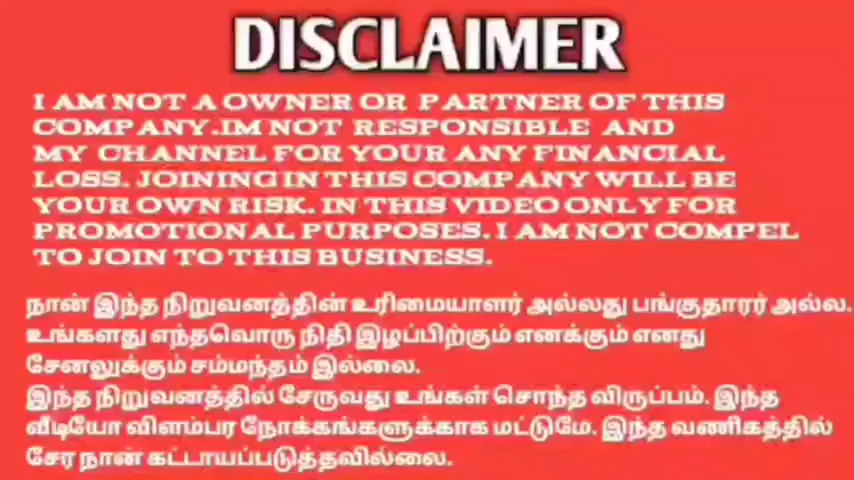 DISCLAIMER
I AM NOT A OWNER OR PARTNER OF THIS
COMPANY.IM NOT RESPONSIBLE AND
MY CHANNEL FOR YOUR ANY FINANCIAL
LOSS. JOINING IN THIS COMPANY WILL BE
YOUR OWN RISK. IN THIS VIDEO ONLY FOR
PROMOTIONAL PURPOSES. I AM NOT COMPEL
TO JOIN TO THIS BUSINESS.
நான் இந்த நிறுவனத்தின் உரிமையாளர் அல்லது பங்குதாரர் அல்ல.
உங்களது எந்தவொரு நிதி இழப்பிற்கும் எனக்கும் எனது
சேனலுக்கும் சம்மந்தம் இல்லை.
இந்த நிறுவனத்தில் சேருவது உங்கள் சொந்த விருப்பம். இந்த
வீடியோ விளம்பர நோக்கங்களுக்காக மட்டுமே. இந்த வணிகத்தில்
சேர நான் கட்டாயப்படுத்தவில்லை.